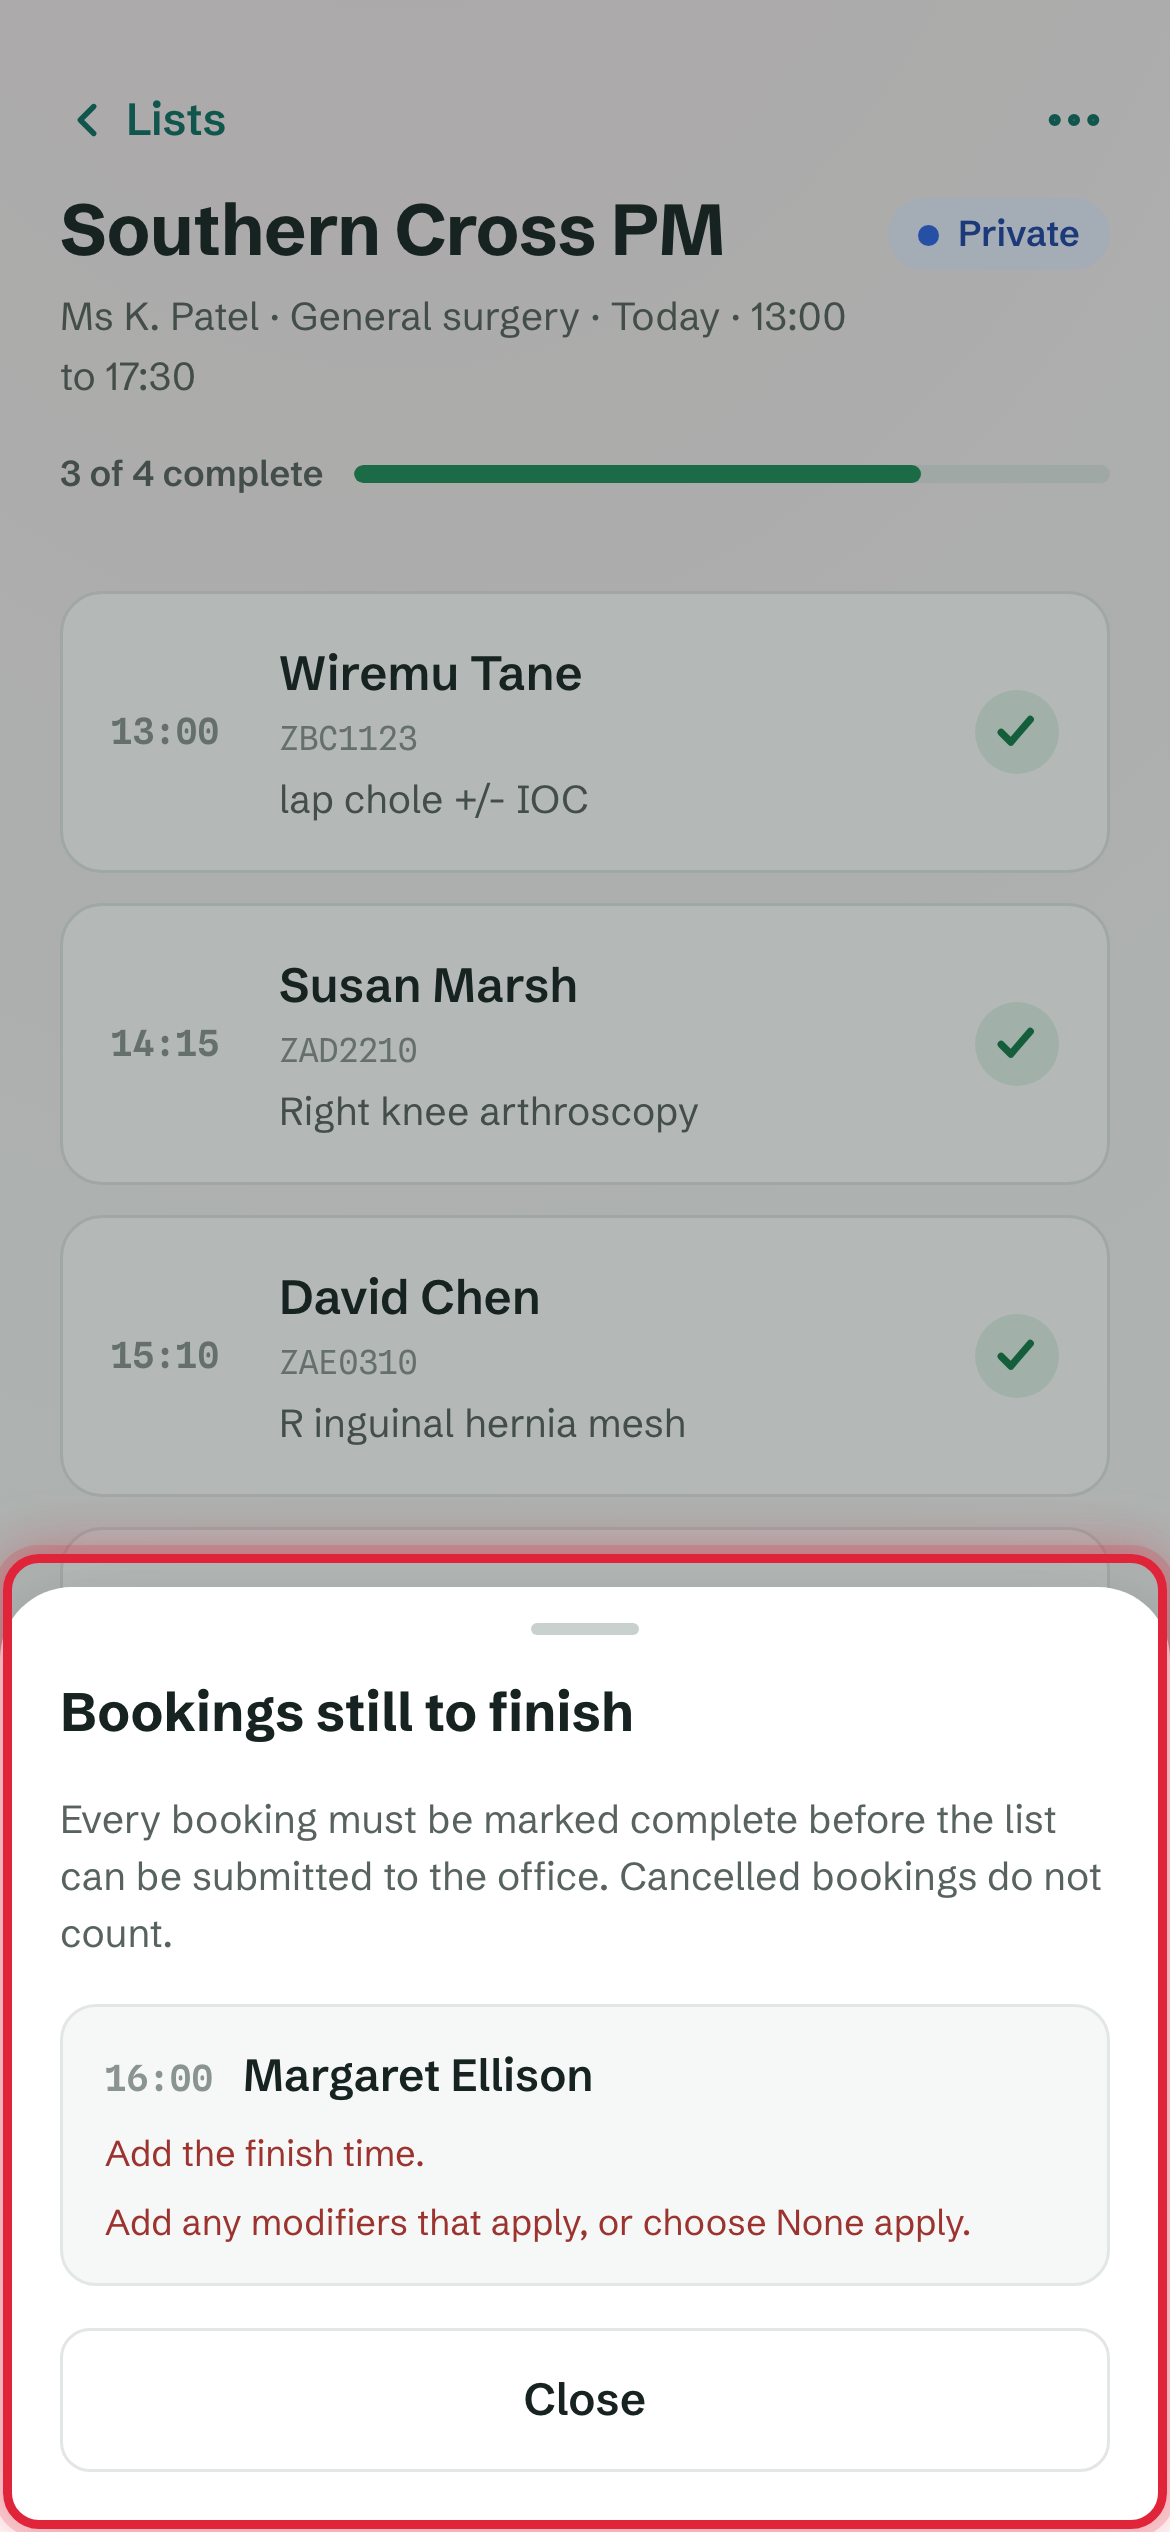 Lists
Southern Cross PM
Private
Ms K. Patel · General surgery · Today · 13:00
to 17:30
3 of 4 complete
Wiremu Tane
13:00
ZBC1123
lap chole +/- IOC
Susan Marsh
14:15
ZAD2210
Right knee arthroscopy
David Chen
15:10
ZAE0310
R inguinal hernia mesh
Bookings still to finish
Every booking must be marked complete before the list
can be submitted to the office. Cancelled bookings do not
count.
16:00 Margaret Ellison
Add the finish time.
Add any modifiers that apply, or choose None apply.
Close